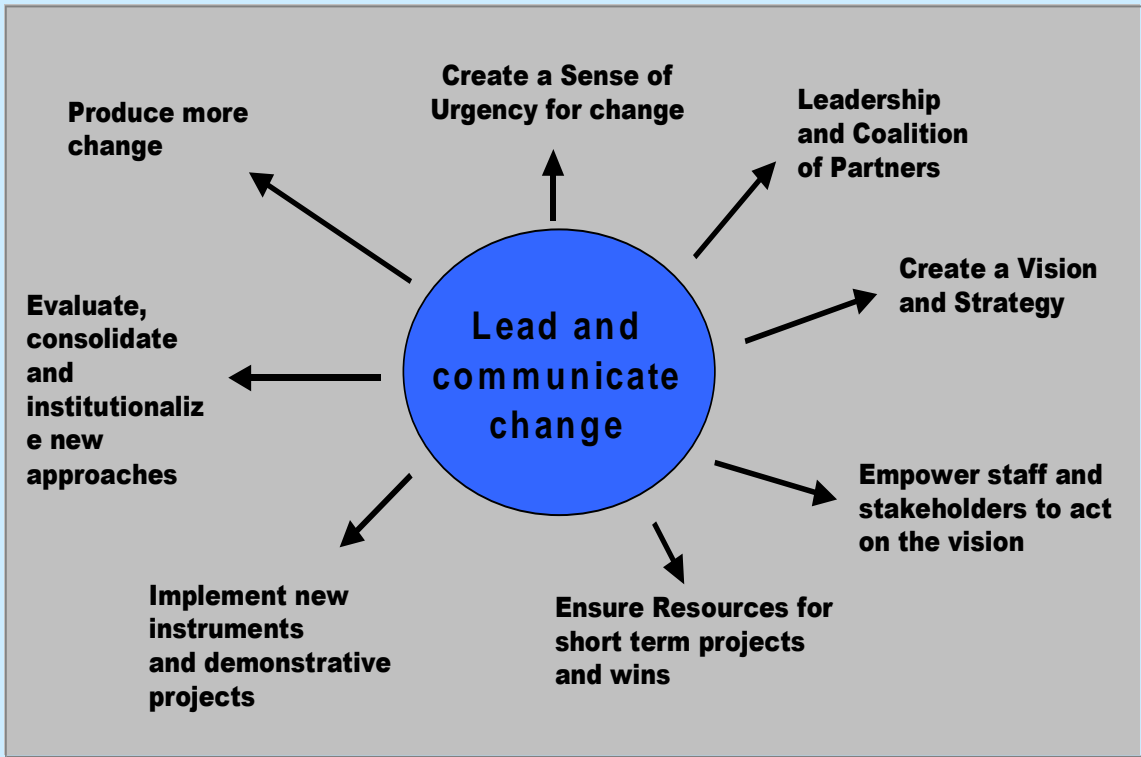 Create a Sense of
Urgency for change
Leadership
and Coalition
of Partners
Create a Vision
and Strategy
Empower staff and
stakeholders to act
on the vision
Ensure Resources for
short term projects
and wins
Implement new
instruments
and demonstrative
projects
Evaluate,
consolidate
and
institutionaliz
e new
approaches
Produce more
change
Lead and
communicate
change